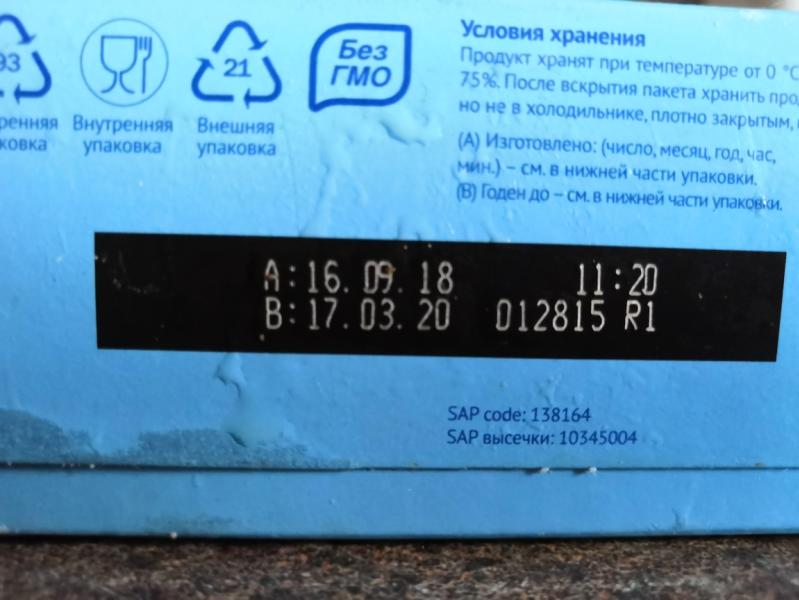 93
21
Без
ГМО
Внутренняя
упаковка
Внешняя
упаковка
Условия хранения
Продукт хранят при температуре от 0 °C
75%. После вскрытия пакета хранить
но не в холодильнике, плотно закрытым,
(А) Изготовлено: (число, месяц, год, час,
мин.) – см. в нижней части упаковки.
(В) Годен до – см. в нижней части упаковки.
A: 16. 09. 18 11:20
B: 17. 03. 20 012815 R1
SAP code: 138164
SAP высечки: 10345004